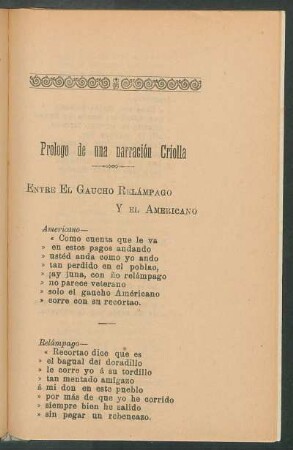 Prologo de una narración Criolla
ENTRE EL GAUCHO RELÁMPAGO
Y EL AMERICANO
Americano—
« Como cuenta que le va
» en estos pagos andando
» ustéd anda como yo ando
» tan perdido en el poblao,
» ¡ay juna, con ño relámpago
» no parece veterano
» solo el gaucho Américano
» corre con su recortao.
Relámpago—
« Recortao dice que es
» el bagual del doradillo
» le corre yo á su tordillo
» tan mentado amigazo
á mi don en este pueblo
» por más de que yo he corrido
» siempre bien he salido
» sin pegar un rebencazo.